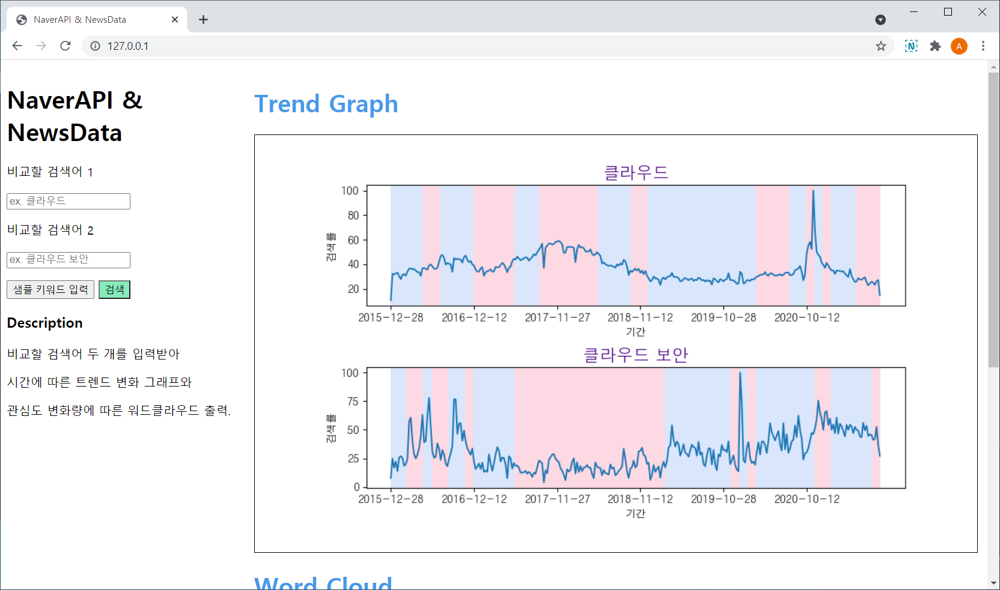 NaverAPI & NewsData
127.0.0.1
A
NaverAPI &
NewsData
비교할 검색어 1
ex. 클라우드
비교할 검색어 2
ex. 클라우드 보안
샘플 키워드 입력 검색
Description
비교할 검색어 두 개를 입력받아
시간에 따른 트렌드 변화 그래프와
관심도 변화량에 따른 워드클라우드 출력.
Trend Graph
클라우드
100
80
60
40
20
검색률
2015-12-28 2016-12-12 2017-11-27 2018-11-12 2019-10-28 2020-10-12
기간
클라우드 보안
100
75
50
25
0
검색률
2015-12-28 2016-12-12 2017-11-27 2018-11-12 2019-10-28 2020-10-12
기간
Word Cloud